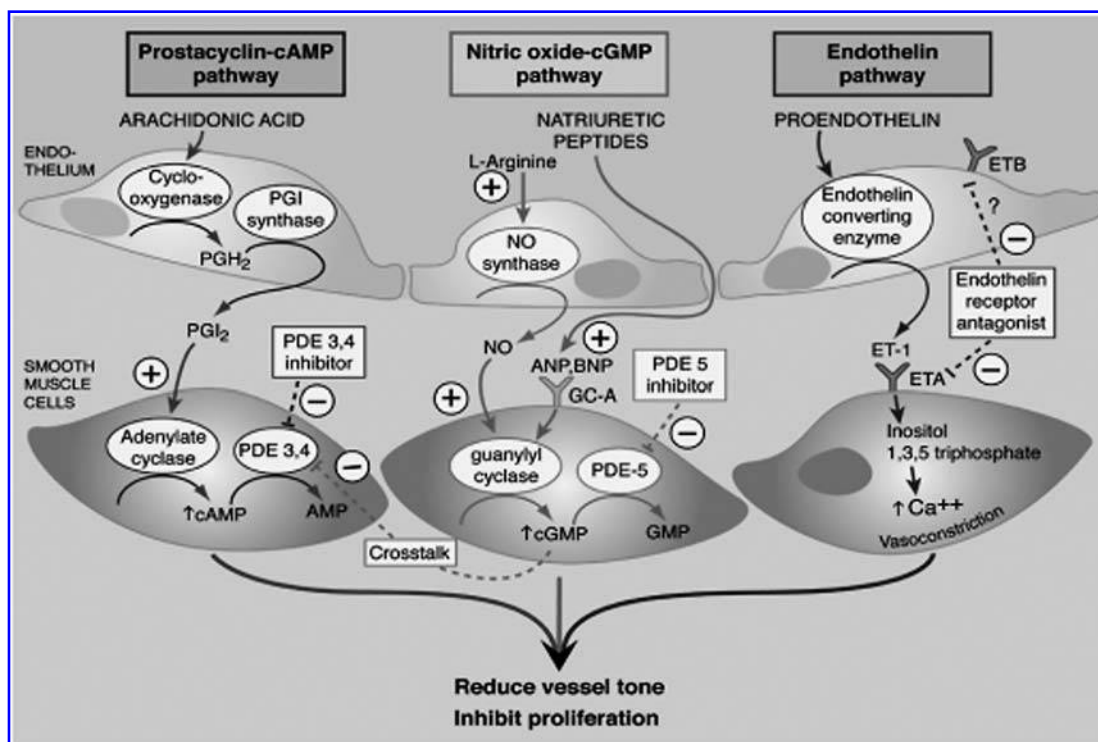 Prostacyclin-cAMP
pathway
Nitric oxide-cGMP
pathway
Endothelin
pathway
ARACHIDONIC ACID
NATRIURETIC
PEPTIDES
PROENDOTHELIN
ENDO-
THELIUM
Cyclo-
oxygenase
PGI
synthase
PGH2
L-Arginine
+
NO
synthase
Endothelin
converting
enzyme
ETB
?
−
Endothelin
receptor
antagonist
PGI2
PDE 3,4
inhibitor
NO
+
ANP,BNP
GC-A
PDE 5
inhibitor
ET-1
ETA
−
SMOOTH
MUSCLE
CELLS
+
−
Adenylate
cyclase
PDE 3,4
−
↑cAMP
AMP
+
−
guanylyl
cyclase
PDE-5
↑cGMP
GMP
Inositol
1,3,5 triphosphate
↑Ca++
Vasoconstriction
Crosstalk
Reduce vessel tone
Inhibit proliferation